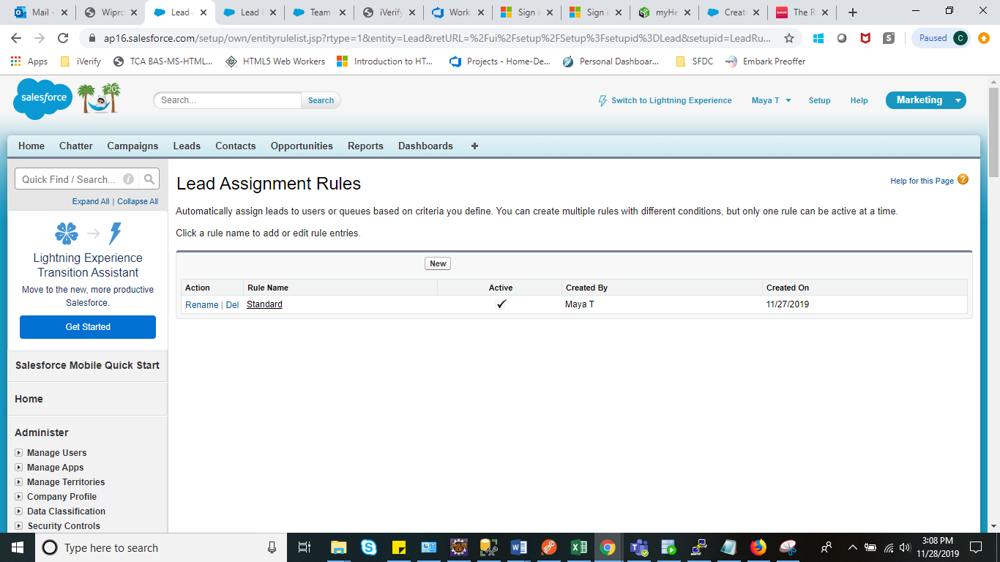 Mail -
Wipro
Lead
Lead
Team
iVerify
Work
Sign i
Sign i
myHe
Create
The R
ap16.salesforce.com/setup/own/entityrulelist.jsp?rtype=1&entity=Lead&retURL=%2Fui%2Fsetup%2FSetup%3Fsetupid%3DLead&setupid=LeadRu...
Paused C
Apps iVerify TCA BAS-MS-HTML... HTML5 Web Workers Introduction to HT... Projects - Home-De... Personal Dashboar... SFDC Embark Preoffer
salesforce
20
Search...
Search
Switch to Lightning Experience
Maya T
Setup
Help
Marketing
Home Chatter Campaigns Leads Contacts Opportunities Reports Dashboards +
Quick Find / Search...
Expand All | Collapse All
Lightning Experience
Transition Assistant
Move to the new, more productive
Salesforce.
Get Started
Salesforce Mobile Quick Start
Home
Administer
Manage Users
Manage Apps
Manage Territories
Company Profile
Data Classification
Security Controls
Lead Assignment Rules
Help for this Page ?
Automatically assign leads to users or queues based on criteria you define. You can create multiple rules with different conditions, but only one rule can be active at a time.
Click a rule name to add or edit rule entries.
New
Action Rule Name Active Created By Created On
Rename | Del Standard Maya T 11/27/2019
Type here to search
3:08 PM
11/28/2019